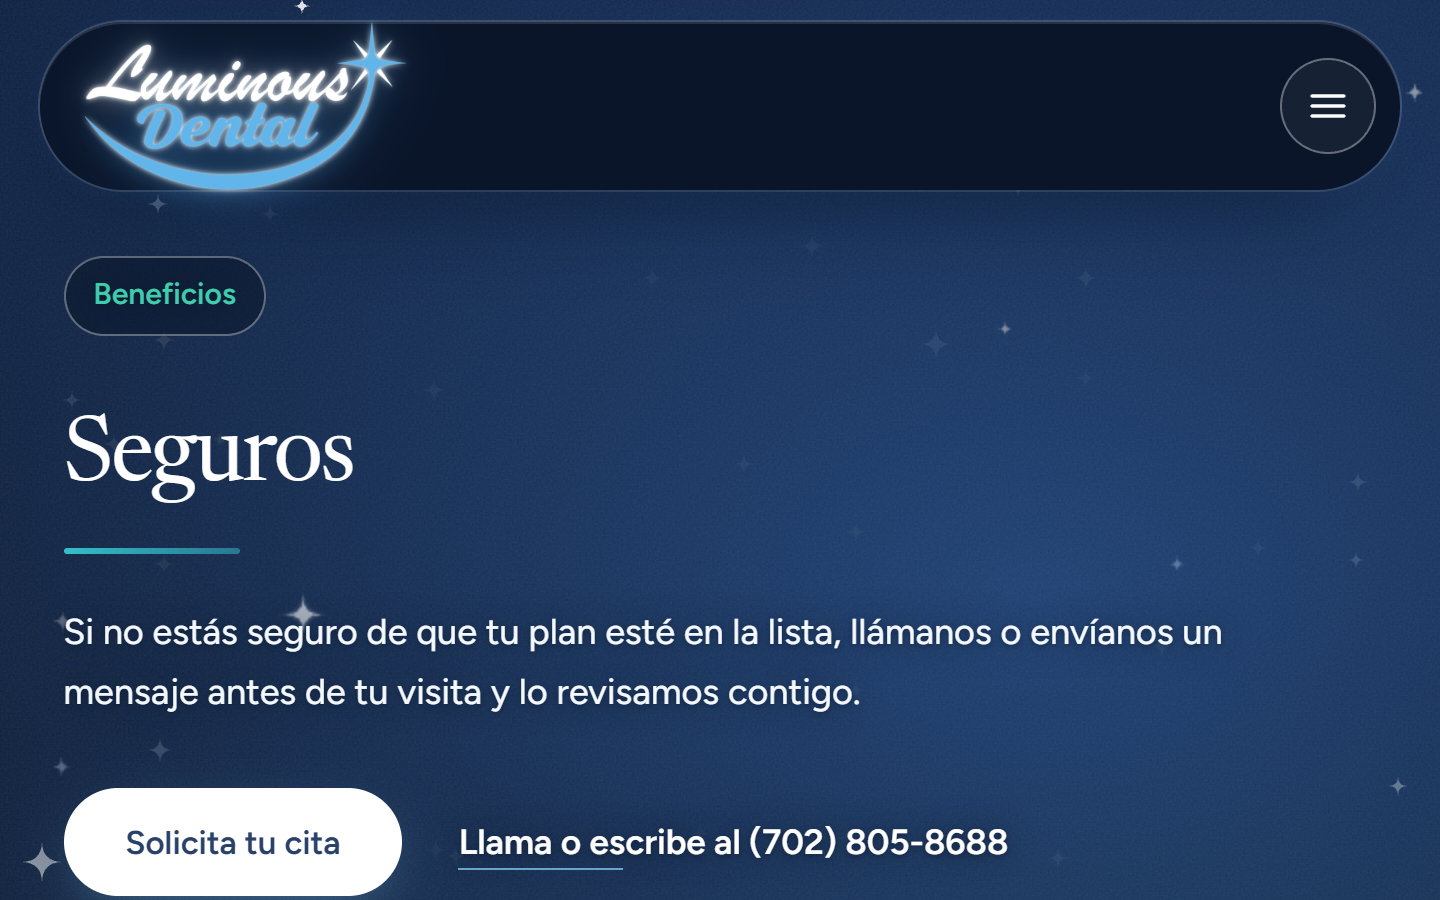 Luminous
Dental
Beneficios
Seguros
Si no estás seguro de que tu plan esté en la lista, llámanos o envíanos un
mensaje antes de tu visita y lo revisamos contigo.
Solicita tu cita
Llama o escribe al (702) 805-8688